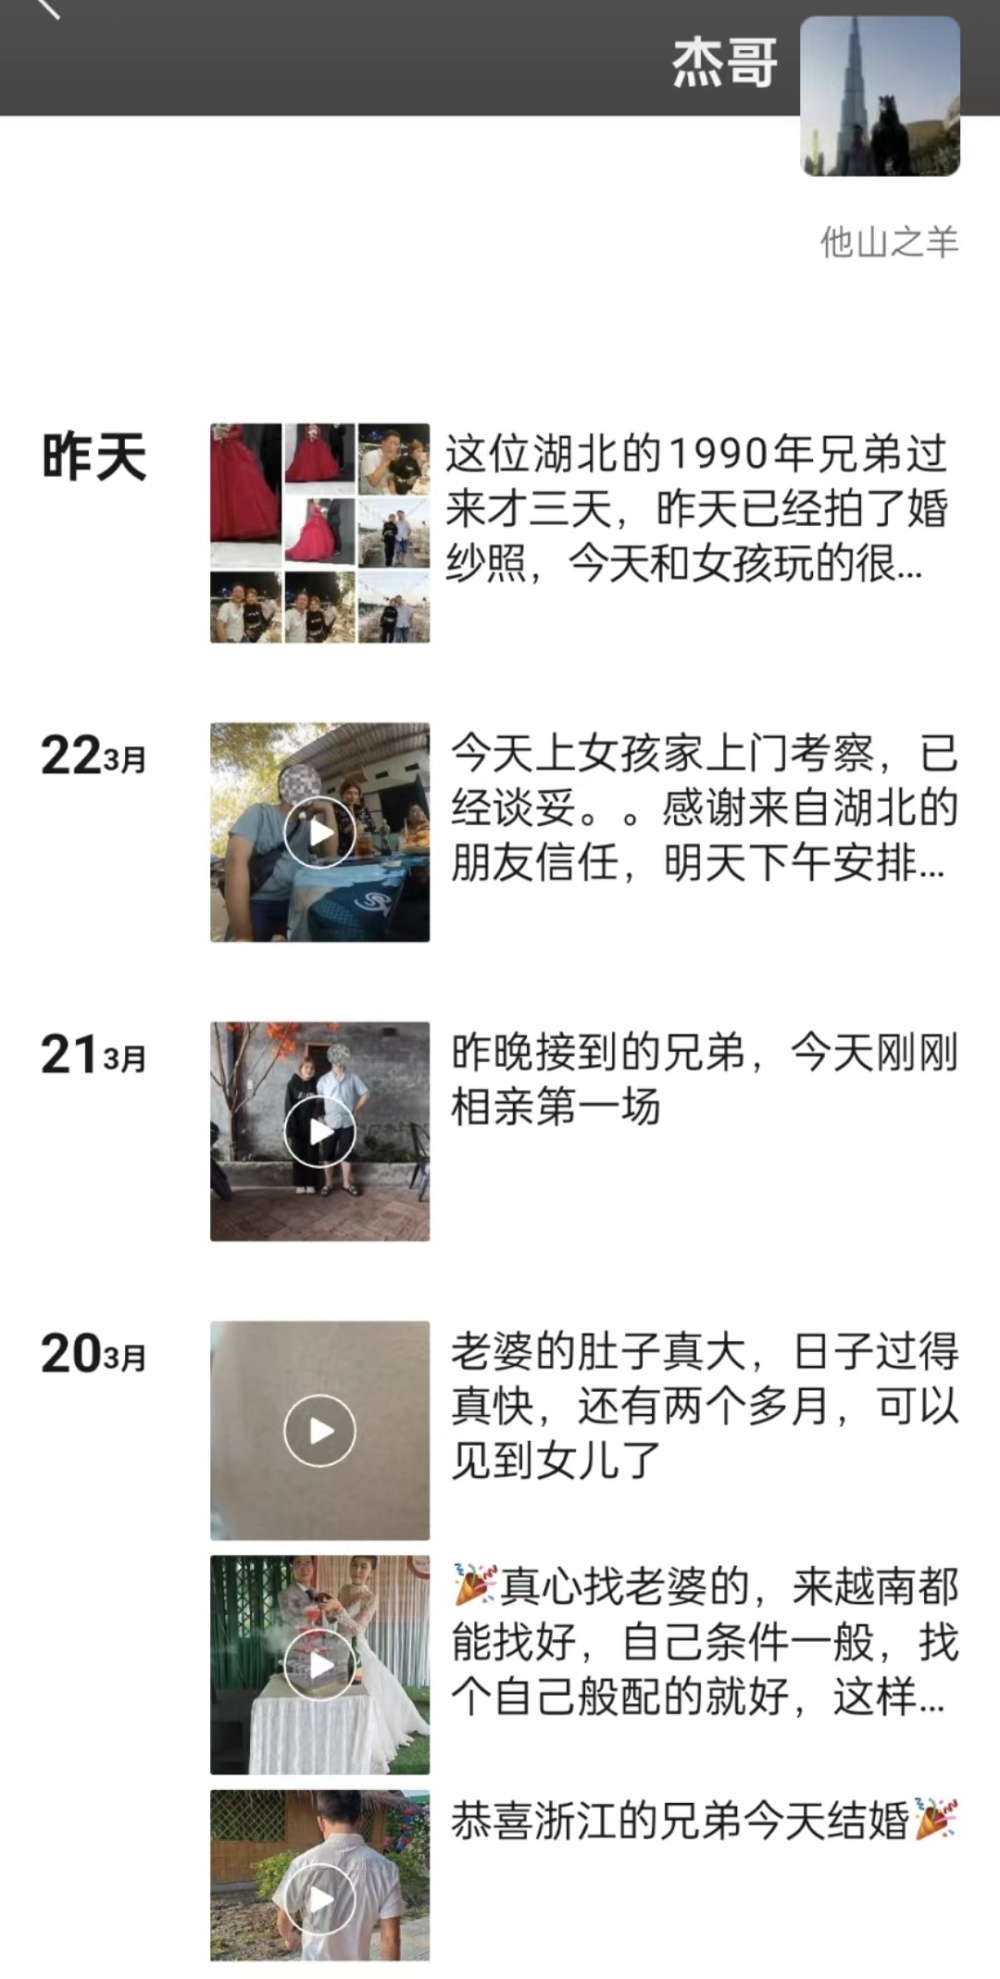 杰哥
他山之羊
昨天
这位湖北的1990年兄弟过
来才三天，昨天已经拍了婚
纱照，今天和女孩玩的很...
223月
今天上女孩家上门考察，已
经谈妥。。感谢来自湖北的
朋友信任，明天下午安排...
213月
昨晚接到的兄弟，今天刚刚
相亲第一场
203月
老婆的肚子真大，日子过得
真快，还有两个多月，可以
见到女儿了
🎉真心找老婆的，来越南都
能找好，自己条件一般，找
个自己般配的就好，这样...
恭喜浙江的兄弟今天结婚🎉